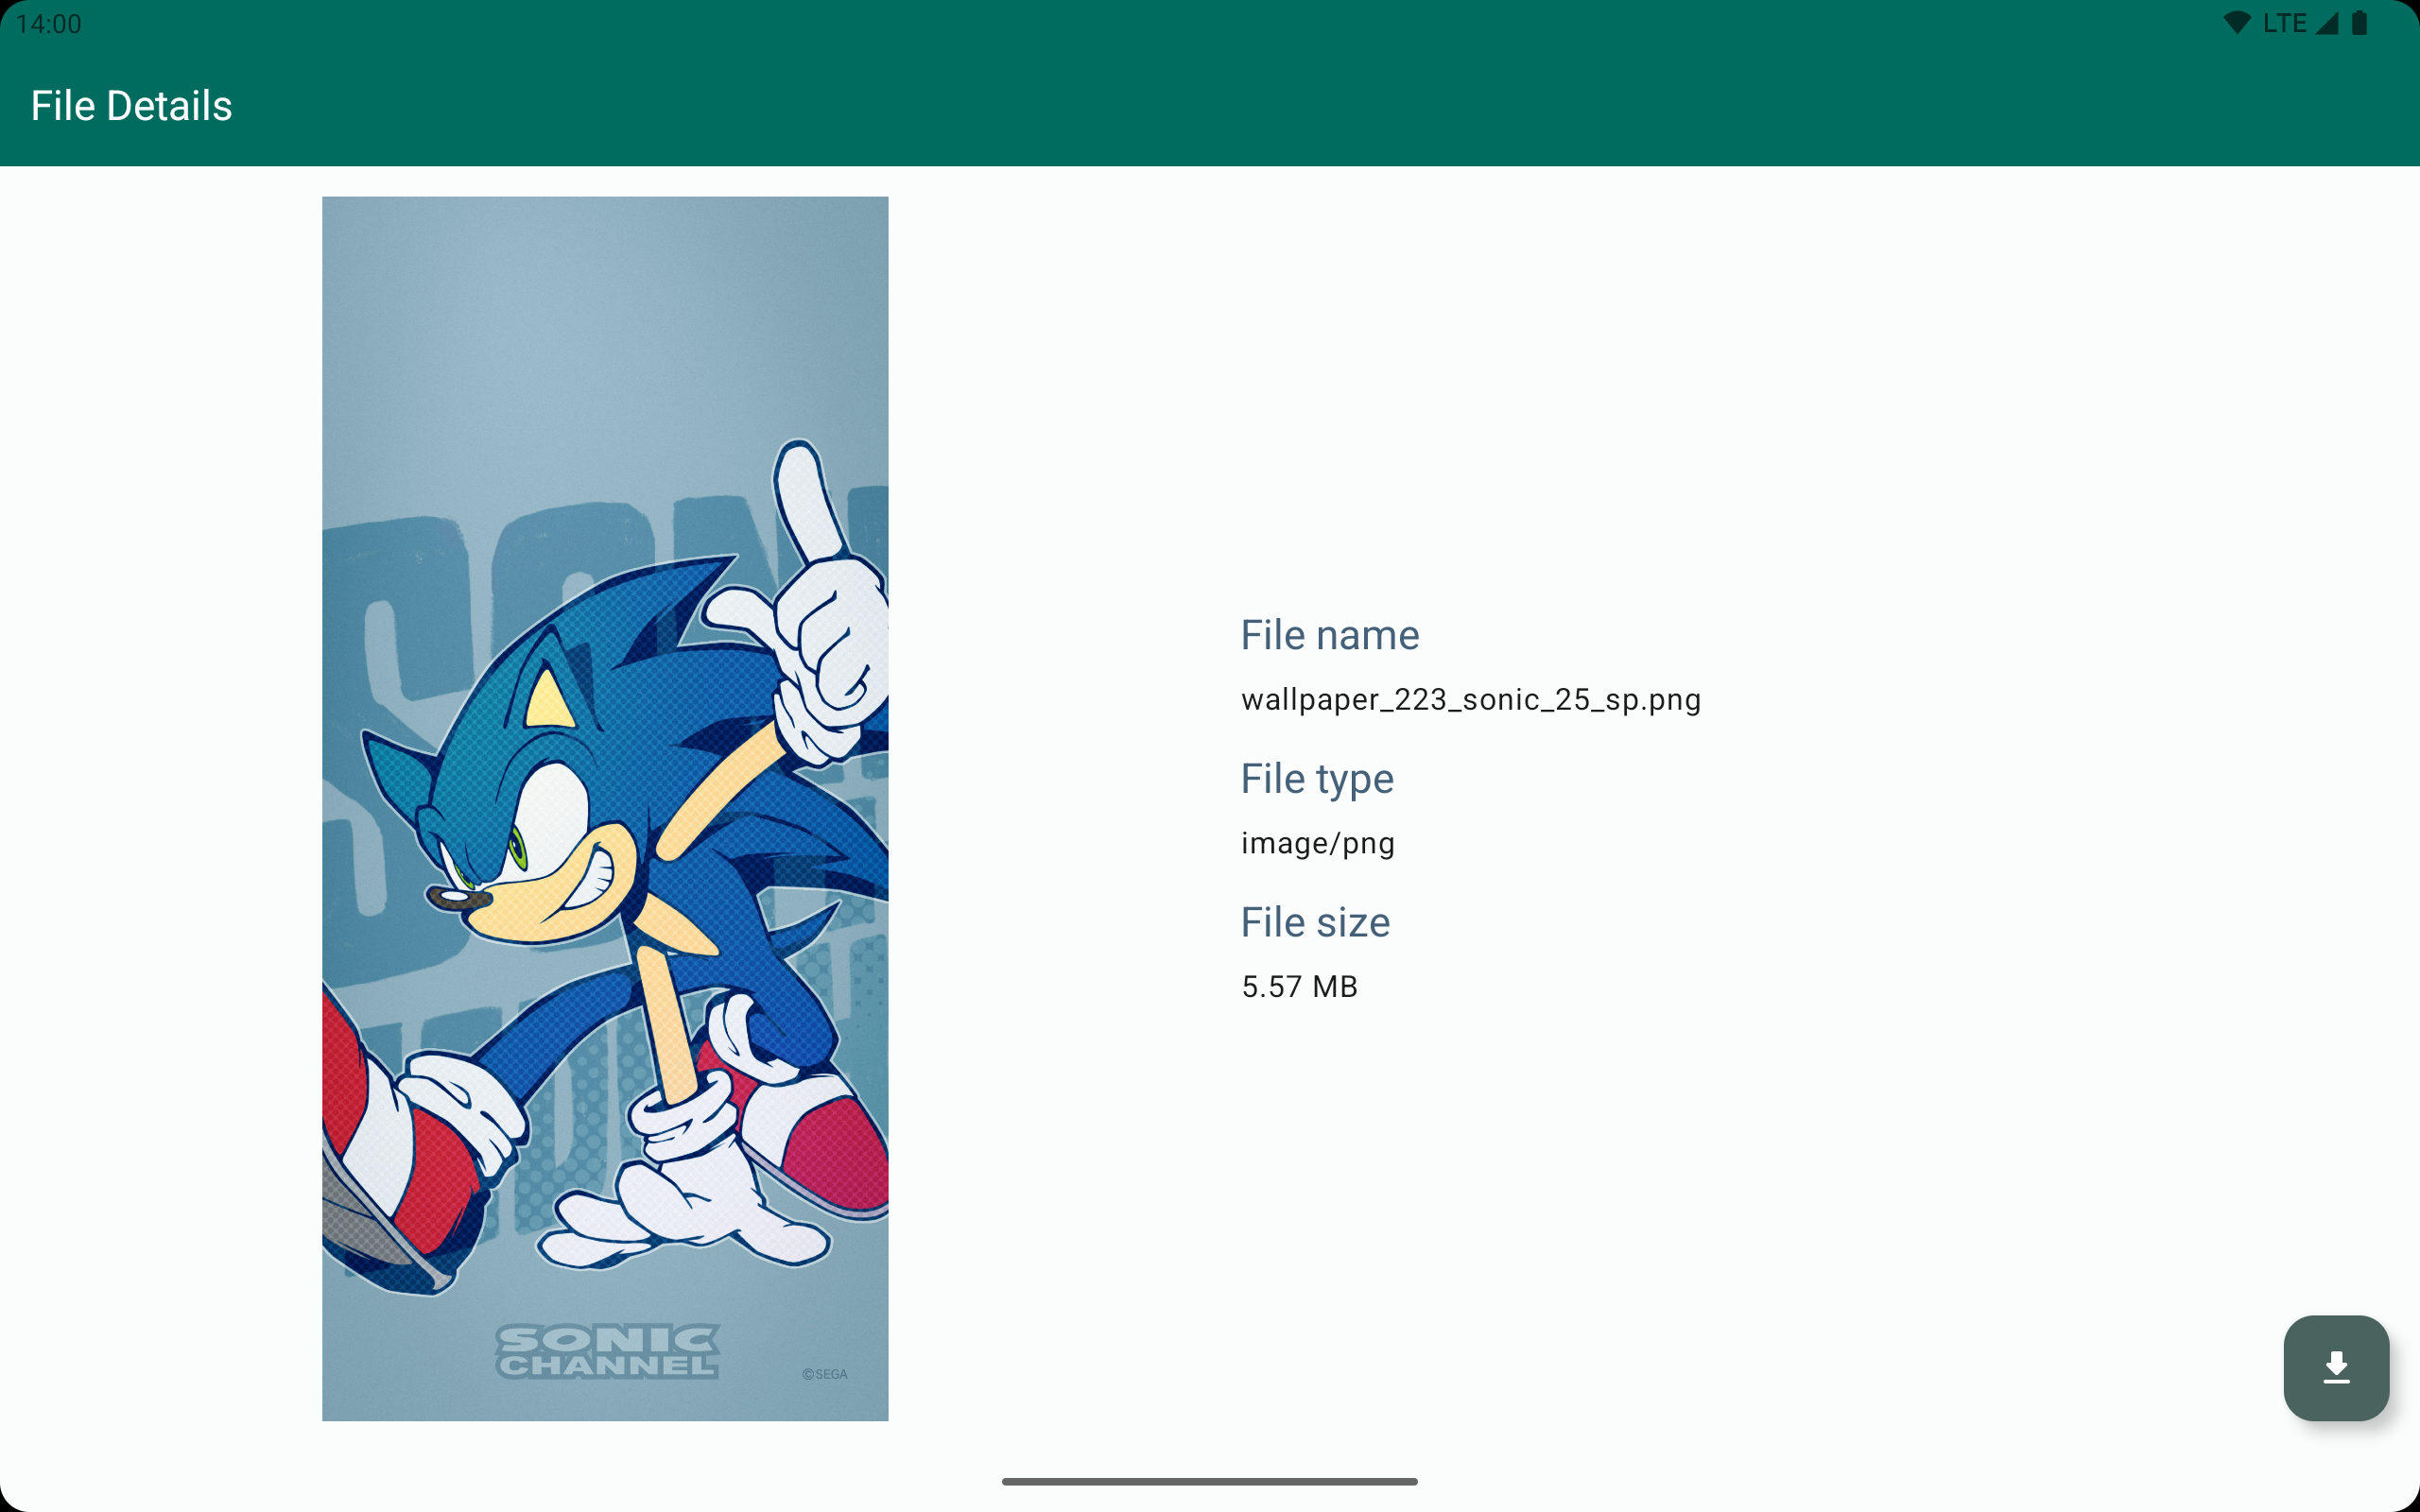 14:00
LTE
File Details
SONIC
CHANNEL
©SEGA
File name
wallpaper_223_sonic_25_sp.png
File type
image/png
File size
5.57 MB